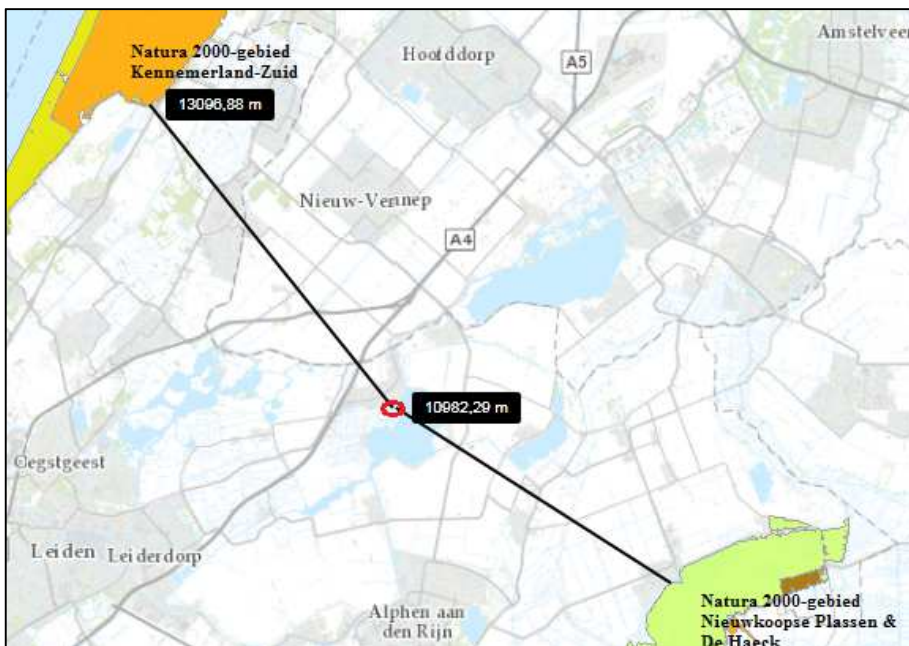 Natura 2000-gebied
Kennemerland-Zuid
13096,88 m
Hoofddorp
A5
Amstelveen
Nieuw-Vennep
A4
10982,29 m
Oegstgeest
Leiden
Leiderdorp
Alphen aan
den Rijn
Natura 2000-gebied
Nieuwkoopse Plassen &
De Haeck